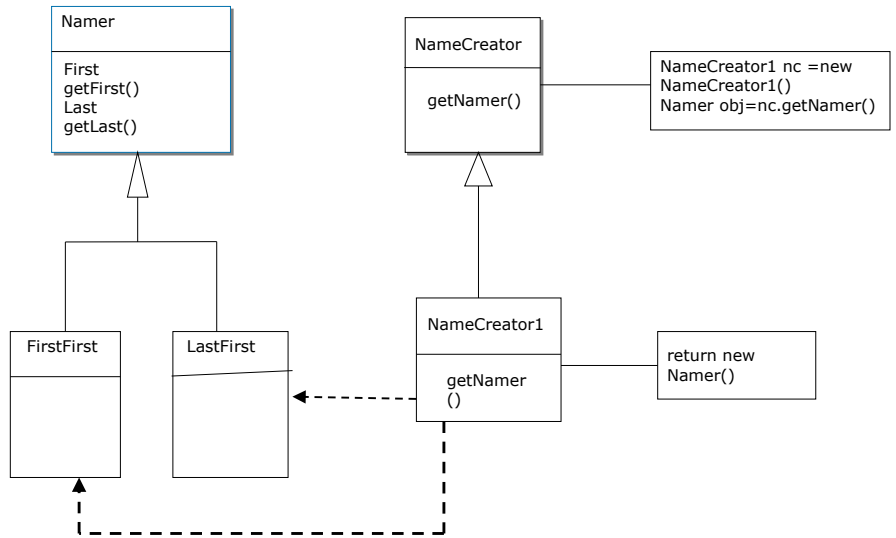 Namer
First
getFirst()
Last
getLast()
NameCreator
getNamer()
NameCreator1 nc =new
NameCreator1()
Namer obj=nc.getNamer()
FirstFirst
LastFirst
NameCreator1
getNamer
()
return new
Namer()